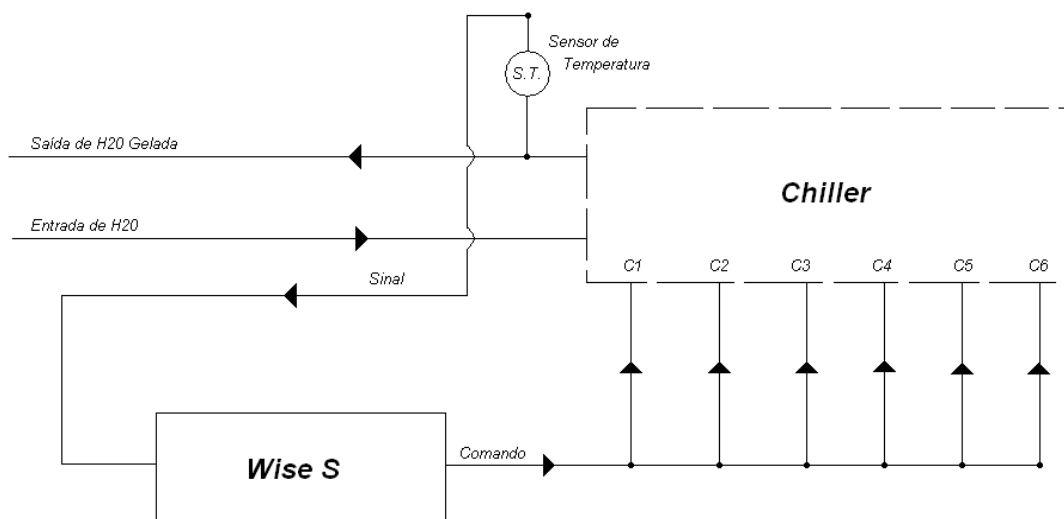 Sensor de
Temperatura
S.T.
Saída de H20 Gelada
Chiller
Entrada de H20
C1 C2 C3 C4 C5 C6
Sinal
Comando
Wise S